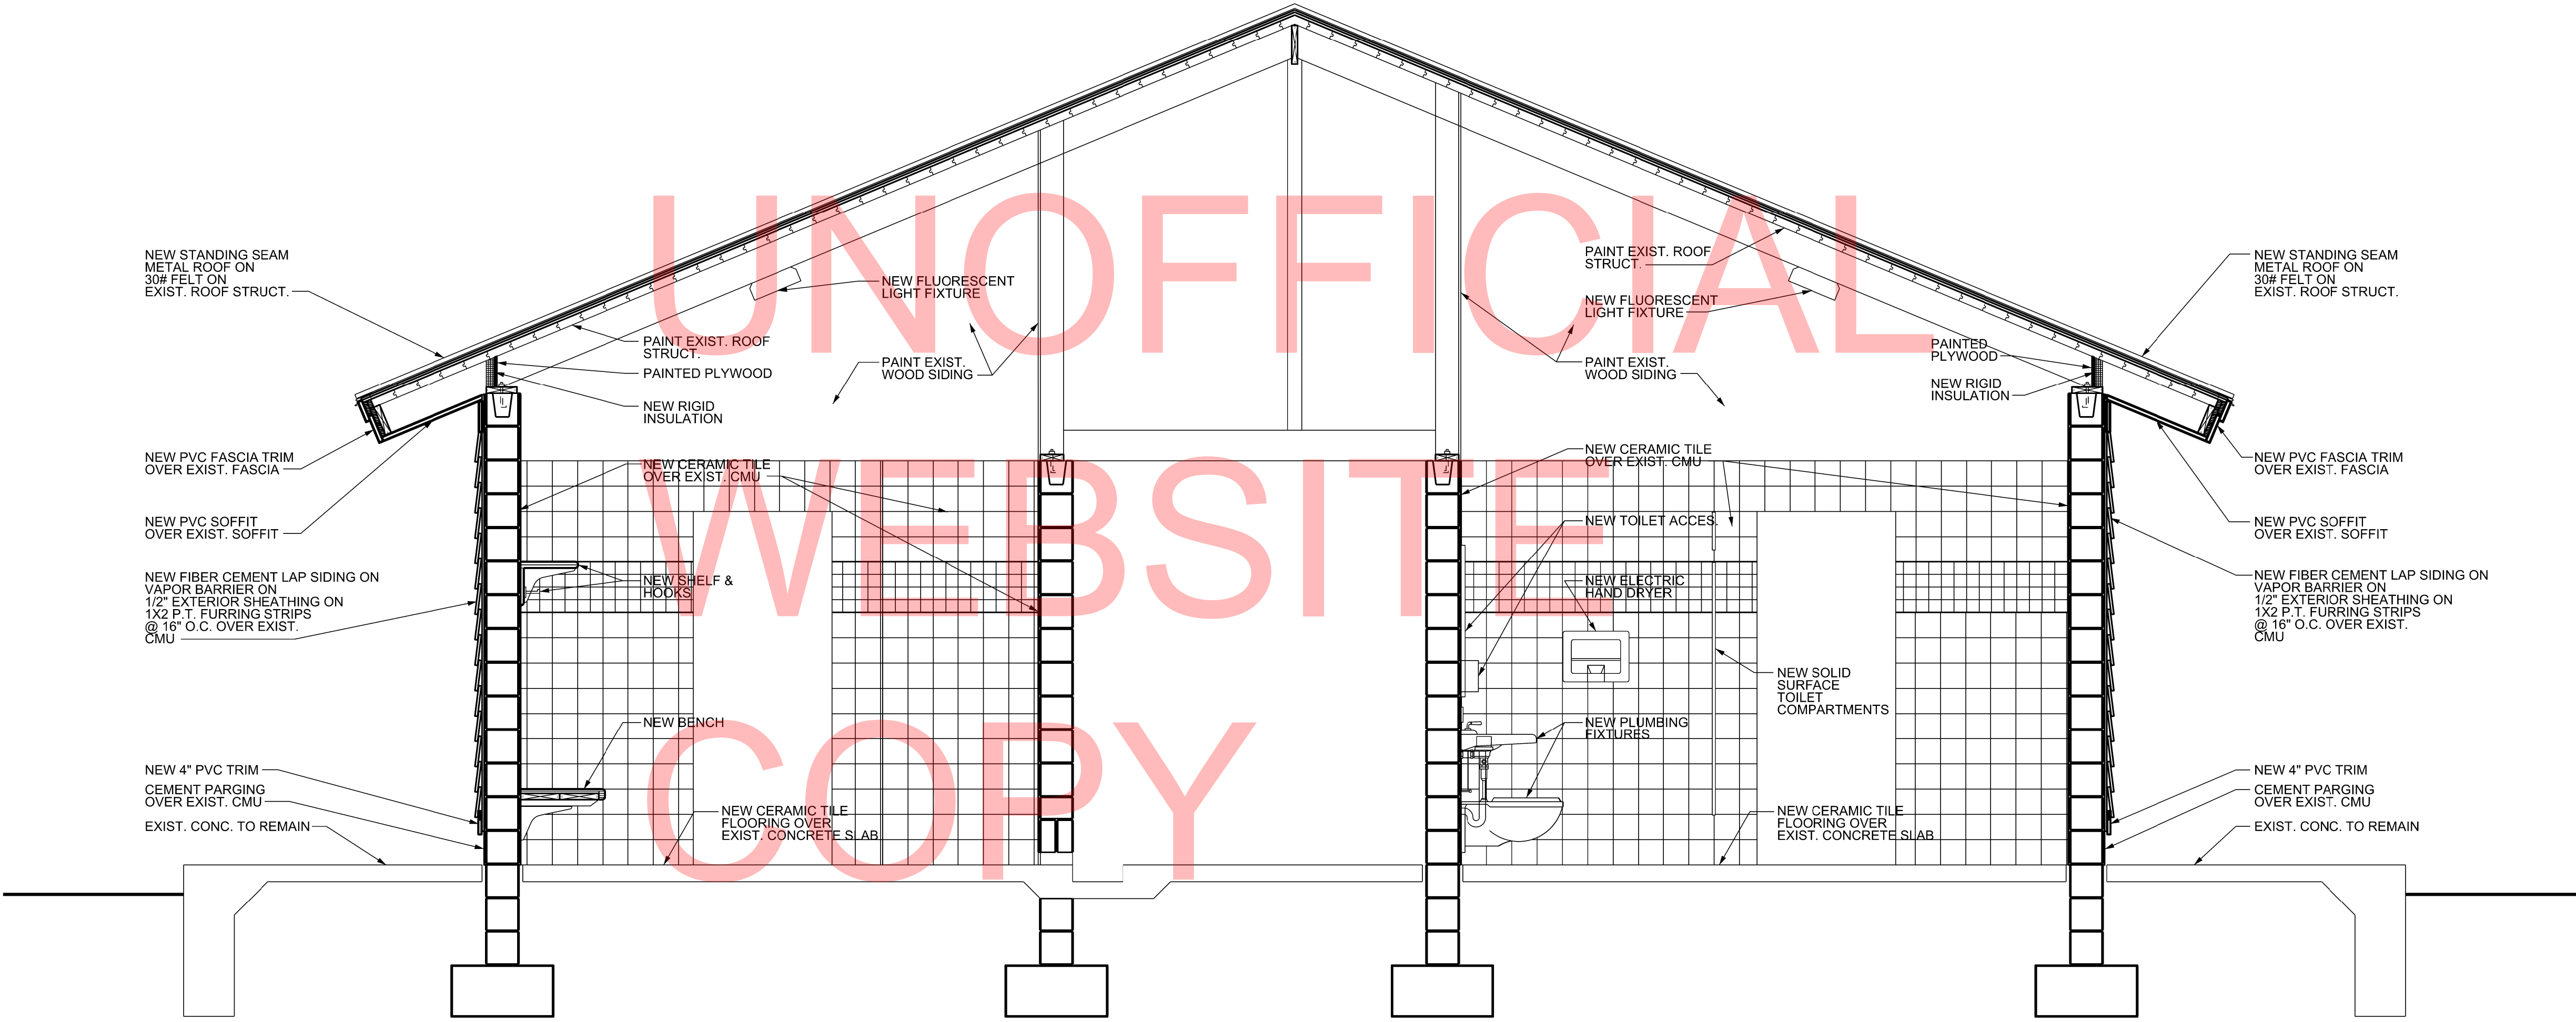 UNOFFICIAL
WEBSITE
COPY
NEW STANDING SEAM
METAL ROOF ON
30# FELT ON
EXIST. ROOF STRUCT.
NEW PVC FASCIA TRIM
OVER EXIST. FASCIA
NEW PVC SOFFIT
OVER EXIST. SOFFIT
NEW FIBER CEMENT LAP SIDING ON
VAPOR BARRIER ON
1/2" EXTERIOR SHEATHING ON
1X2 P.T. FURRING STRIPS
@ 16" O.C. OVER EXIST.
CMU
NEW 4" PVC TRIM
CEMENT PARGING
OVER EXIST. CMU
EXIST. CONC. TO REMAIN
PAINT EXIST. ROOF
STRUCT.
PAINTED PLYWOOD
NEW RIGID
INSULATION
NEW CERAMIC TILE
OVER EXIST. CMU
NEW SHELF &
HOOKS
NEW BENCH
NEW CERAMIC TILE
FLOORING OVER
EXIST. CONCRETE SLAB
NEW FLUORESCENT
LIGHT FIXTURE
PAINT EXIST.
WOOD SIDING
PAINT EXIST. ROOF
STRUCT.
NEW FLUORESCENT
LIGHT FIXTURE
PAINT EXIST.
WOOD SIDING
NEW CERAMIC TILE
OVER EXIST. CMU
NEW TOILET ACCES.
NEW ELECTRIC
HAND DRYER
NEW PLUMBING
FIXTURES
NEW SOLID
SURFACE
TOILET
COMPARTMENTS
NEW CERAMIC TILE
FLOORING OVER
EXIST. CONCRETE SLAB
PAINTED
PLYWOOD
NEW RIGID
INSULATION
NEW STANDING SEAM
METAL ROOF ON
30# FELT ON
EXIST. ROOF STRUCT.
NEW PVC FASCIA TRIM
OVER EXIST. FASCIA
NEW PVC SOFFIT
OVER EXIST. SOFFIT
NEW FIBER CEMENT LAP SIDING ON
VAPOR BARRIER ON
1/2" EXTERIOR SHEATHING ON
1X2 P.T. FURRING STRIPS
@ 16" O.C. OVER EXIST.
CMU
NEW 4" PVC TRIM
CEMENT PARGING
OVER EXIST. CMU
EXIST. CONC. TO REMAIN